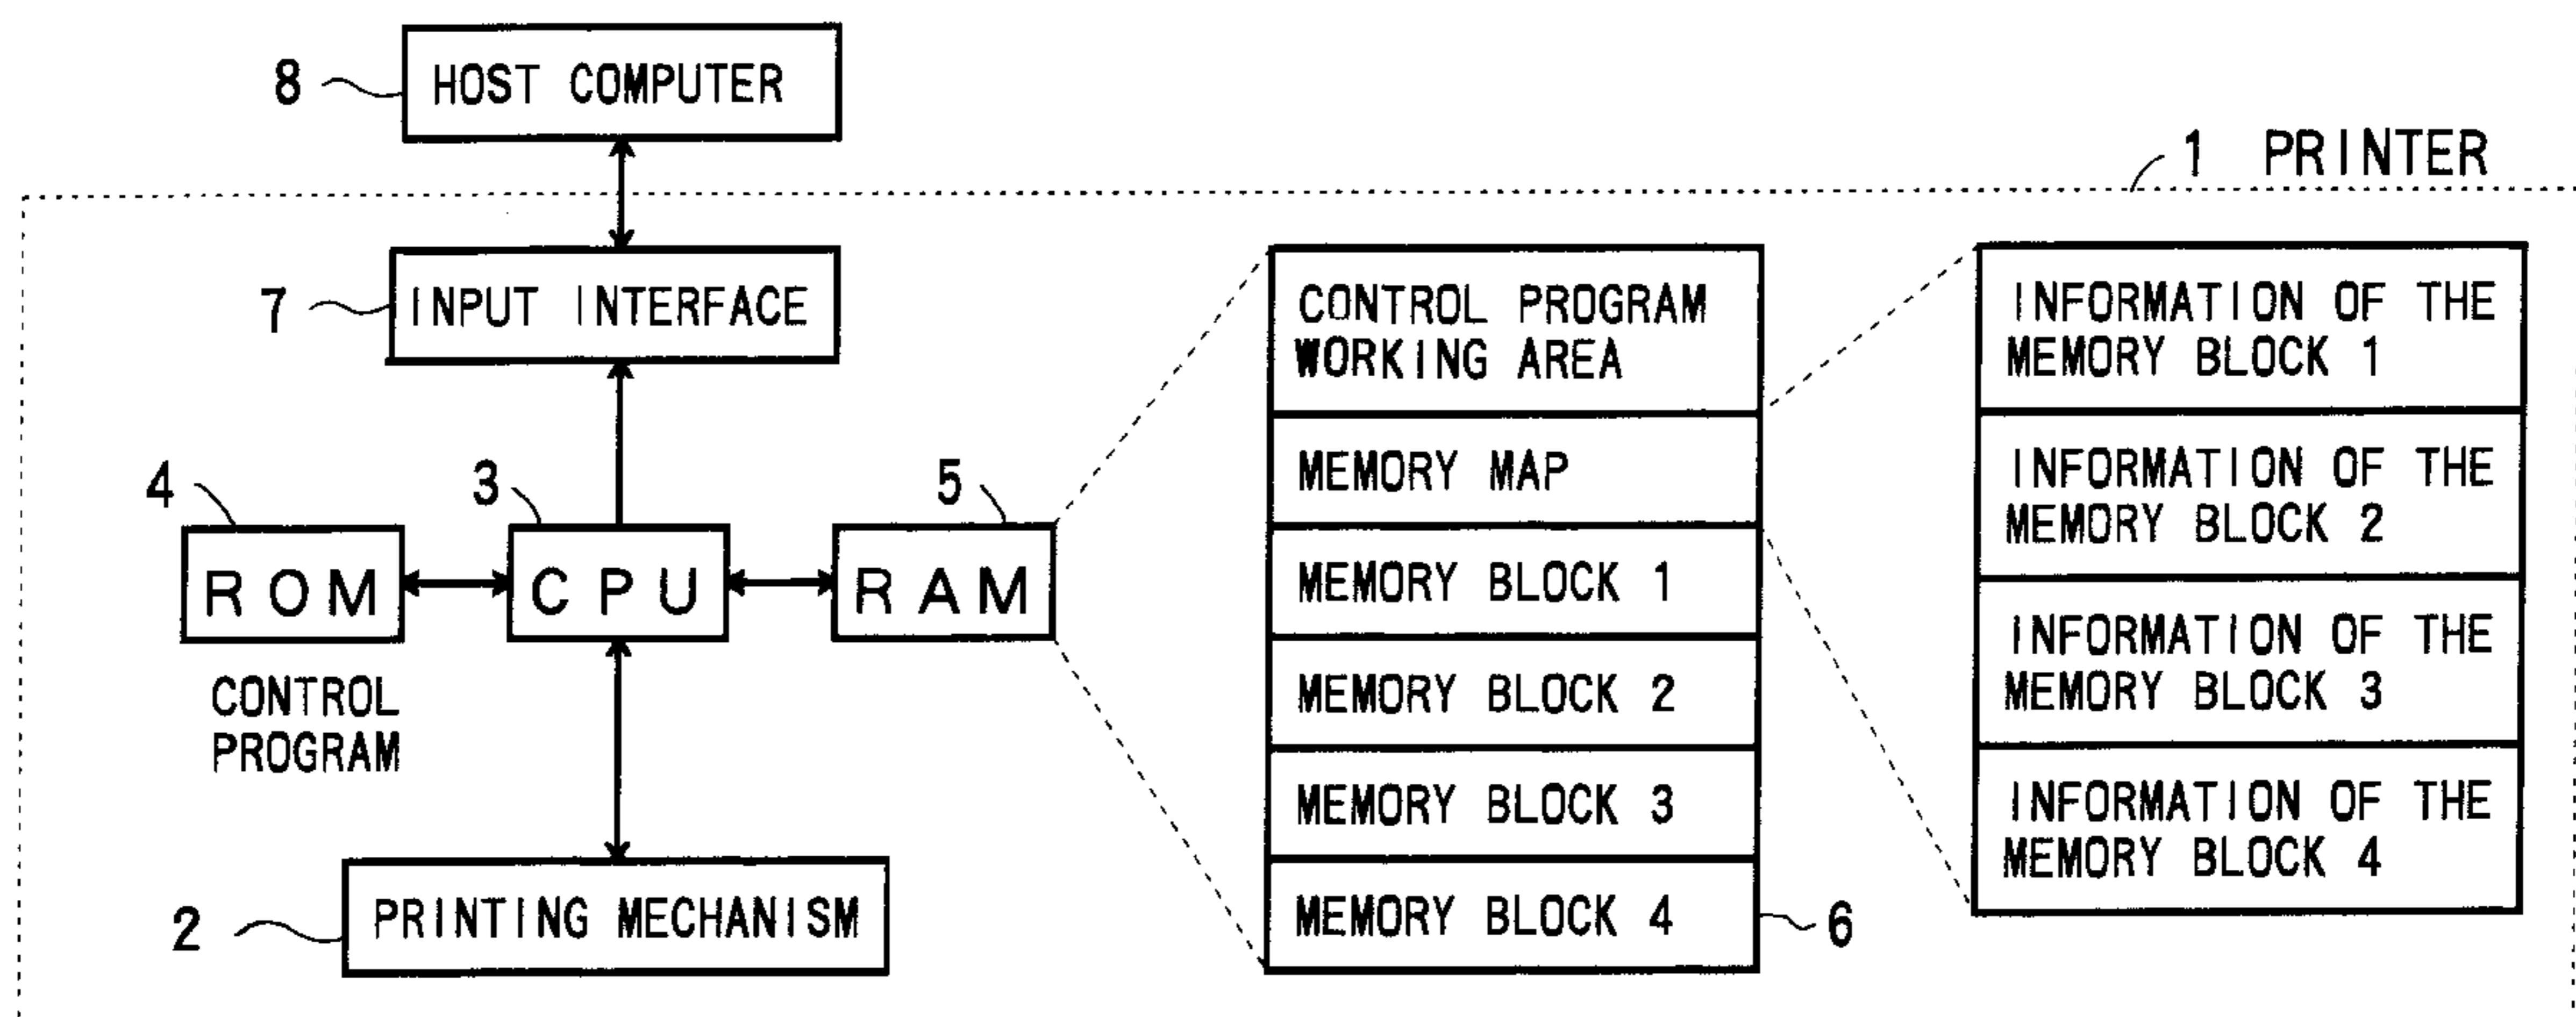 8 HOST COMPUTER
1 PRINTER
7 INPUT INTERFACE
4 ROM
CONTROL
PROGRAM
3 CPU
5 RAM
2 PRINTING MECHANISM
CONTROL PROGRAM
WORKING AREA
MEMORY MAP
MEMORY BLOCK 1
MEMORY BLOCK 2
MEMORY BLOCK 3
MEMORY BLOCK 4
6
INFORMATION OF THE
MEMORY BLOCK 1
INFORMATION OF THE
MEMORY BLOCK 2
INFORMATION OF THE
MEMORY BLOCK 3
INFORMATION OF THE
MEMORY BLOCK 4